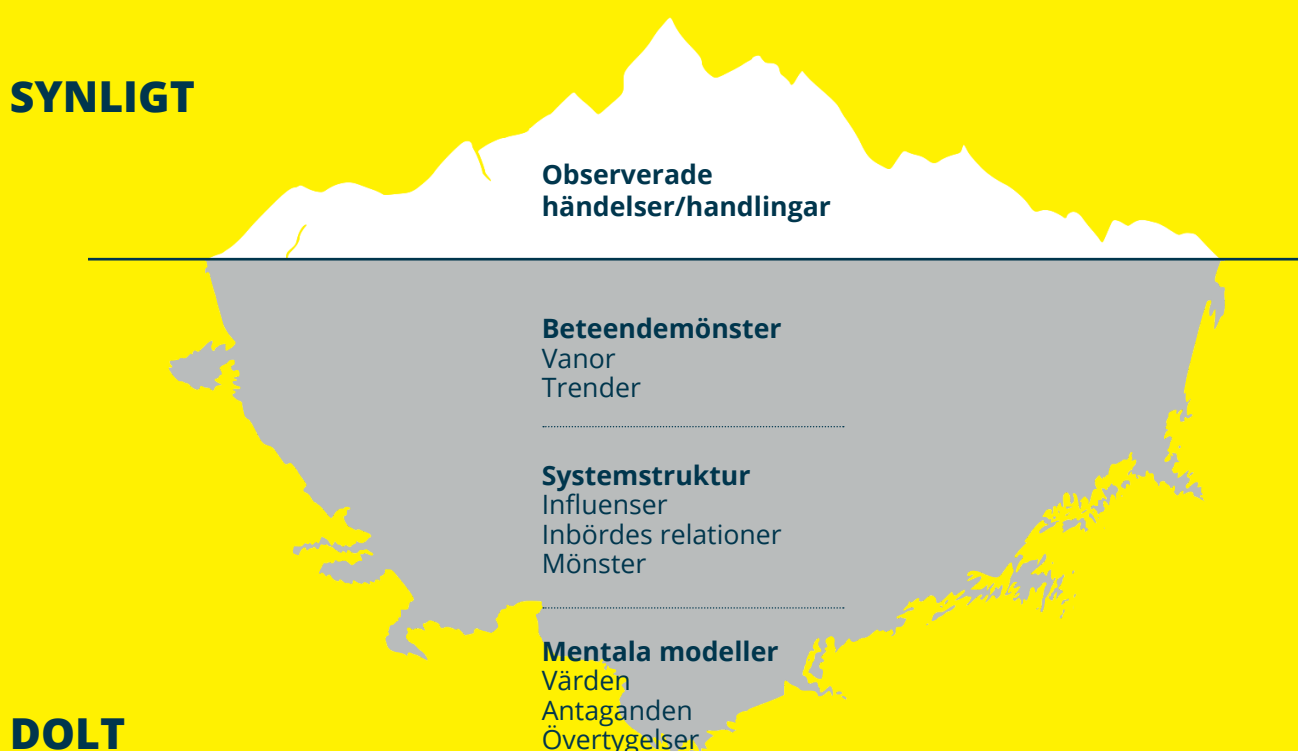 SYNLIGT
Observerade
händelser/handlingar
Beteendemönster
Vanor
Trender
Systemstruktur
Influenser
Inbördes relationer
Mönster
Mentala modeller
Värden
Antaganden
Övertygelser
DOLT